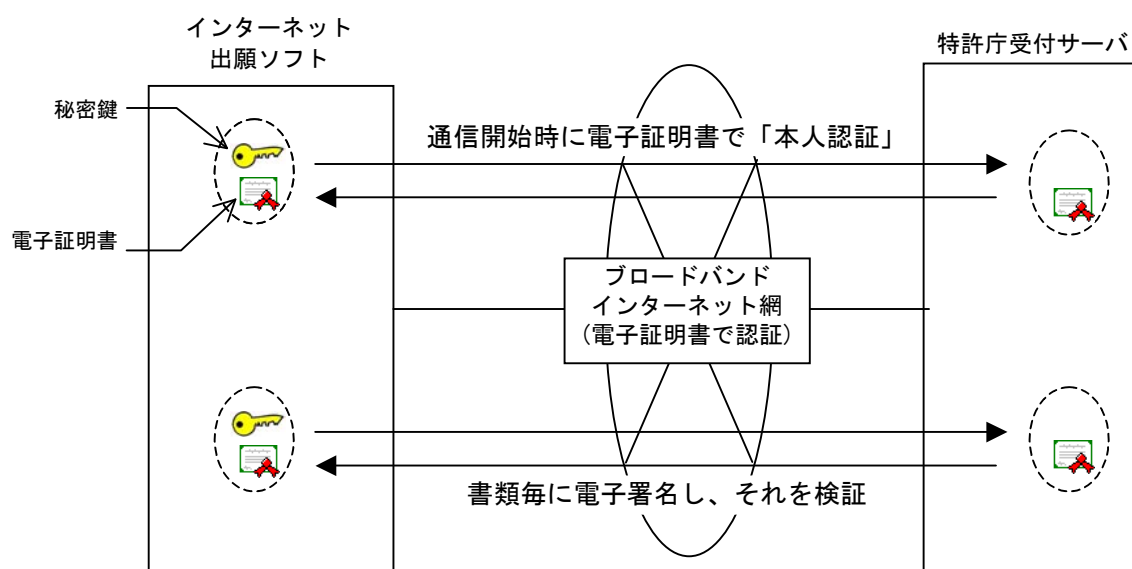 インターネット
出願ソフト
特許庁受付サーバ
秘密鍵
通信開始時に電子証明書で「本人認証」
電子証明書
ブロードバンド
インターネット網
(電子証明書で認証)
書類毎に電子署名し、それを検証